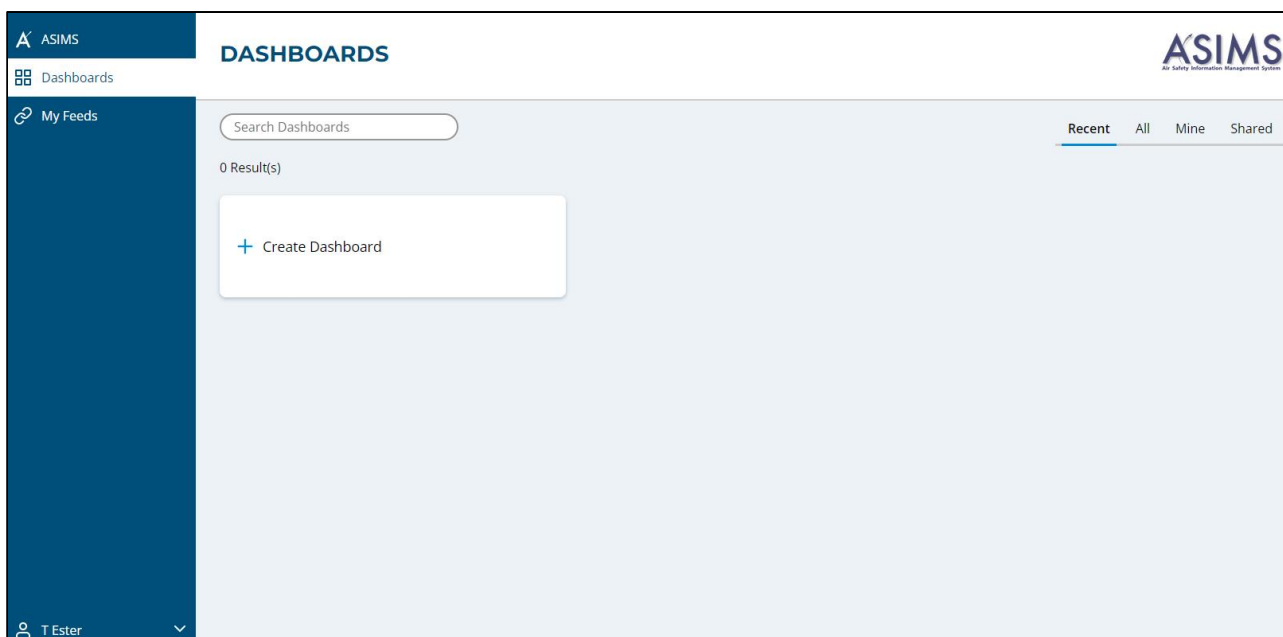 ASIMS
Dashboards
My Feeds
T Ester
DASHBOARDS
ASIMS
Air Safety Information Management System
Search Dashboards
Recent All Mine Shared
0 Result(s)
+ Create Dashboard